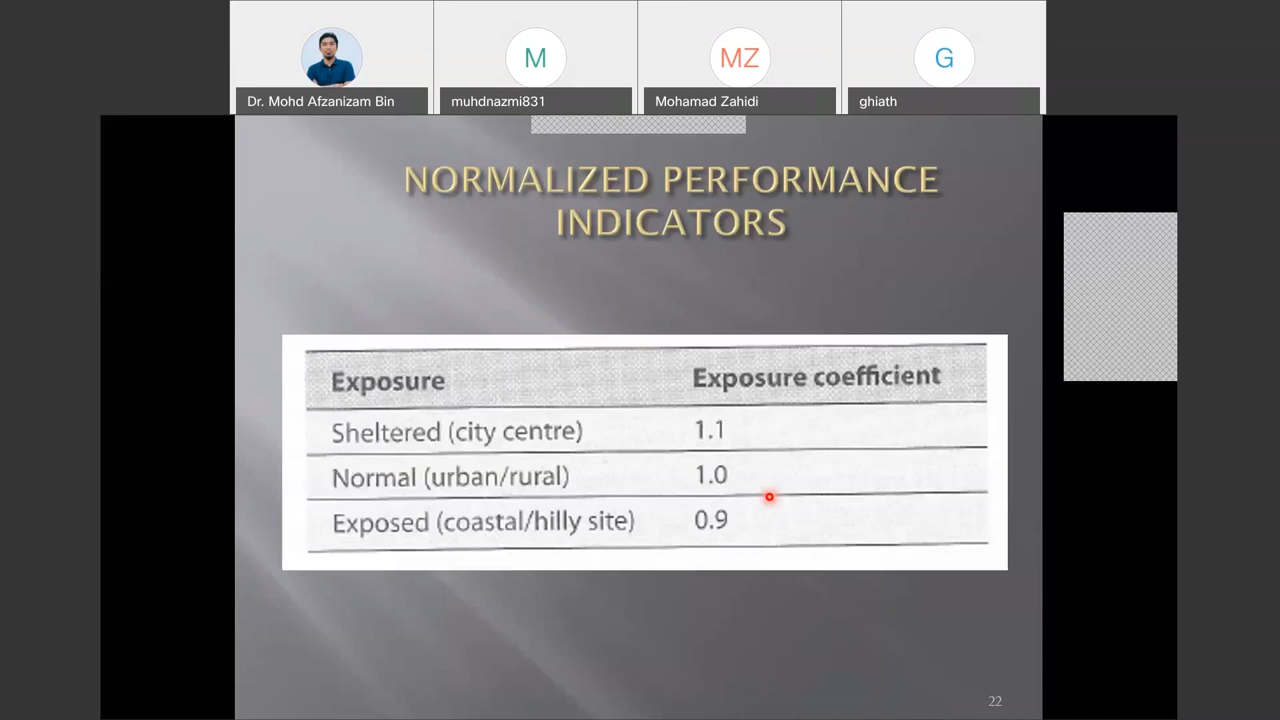 Dr. Mohd Afzanizam Bin
M
muhdnazmi831
MZ
Mohamad Zahidi
G
ghiath
NORMALIZED PERFORMANCE
INDICATORS
Exposure Exposure coefficient
Sheltered (city centre) 1.1
Normal (urban/rural) 1.0
Exposed (coastal/hilly site) 0.9
22